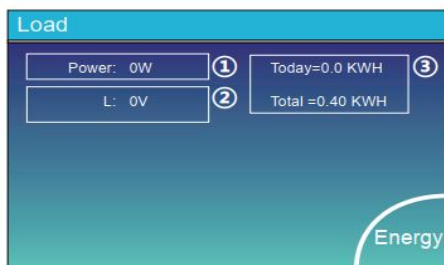 Load
Power: 0W
①
L: 0V
②
Today=0.0 KWH
③
Total =0.40 KWH
Energy